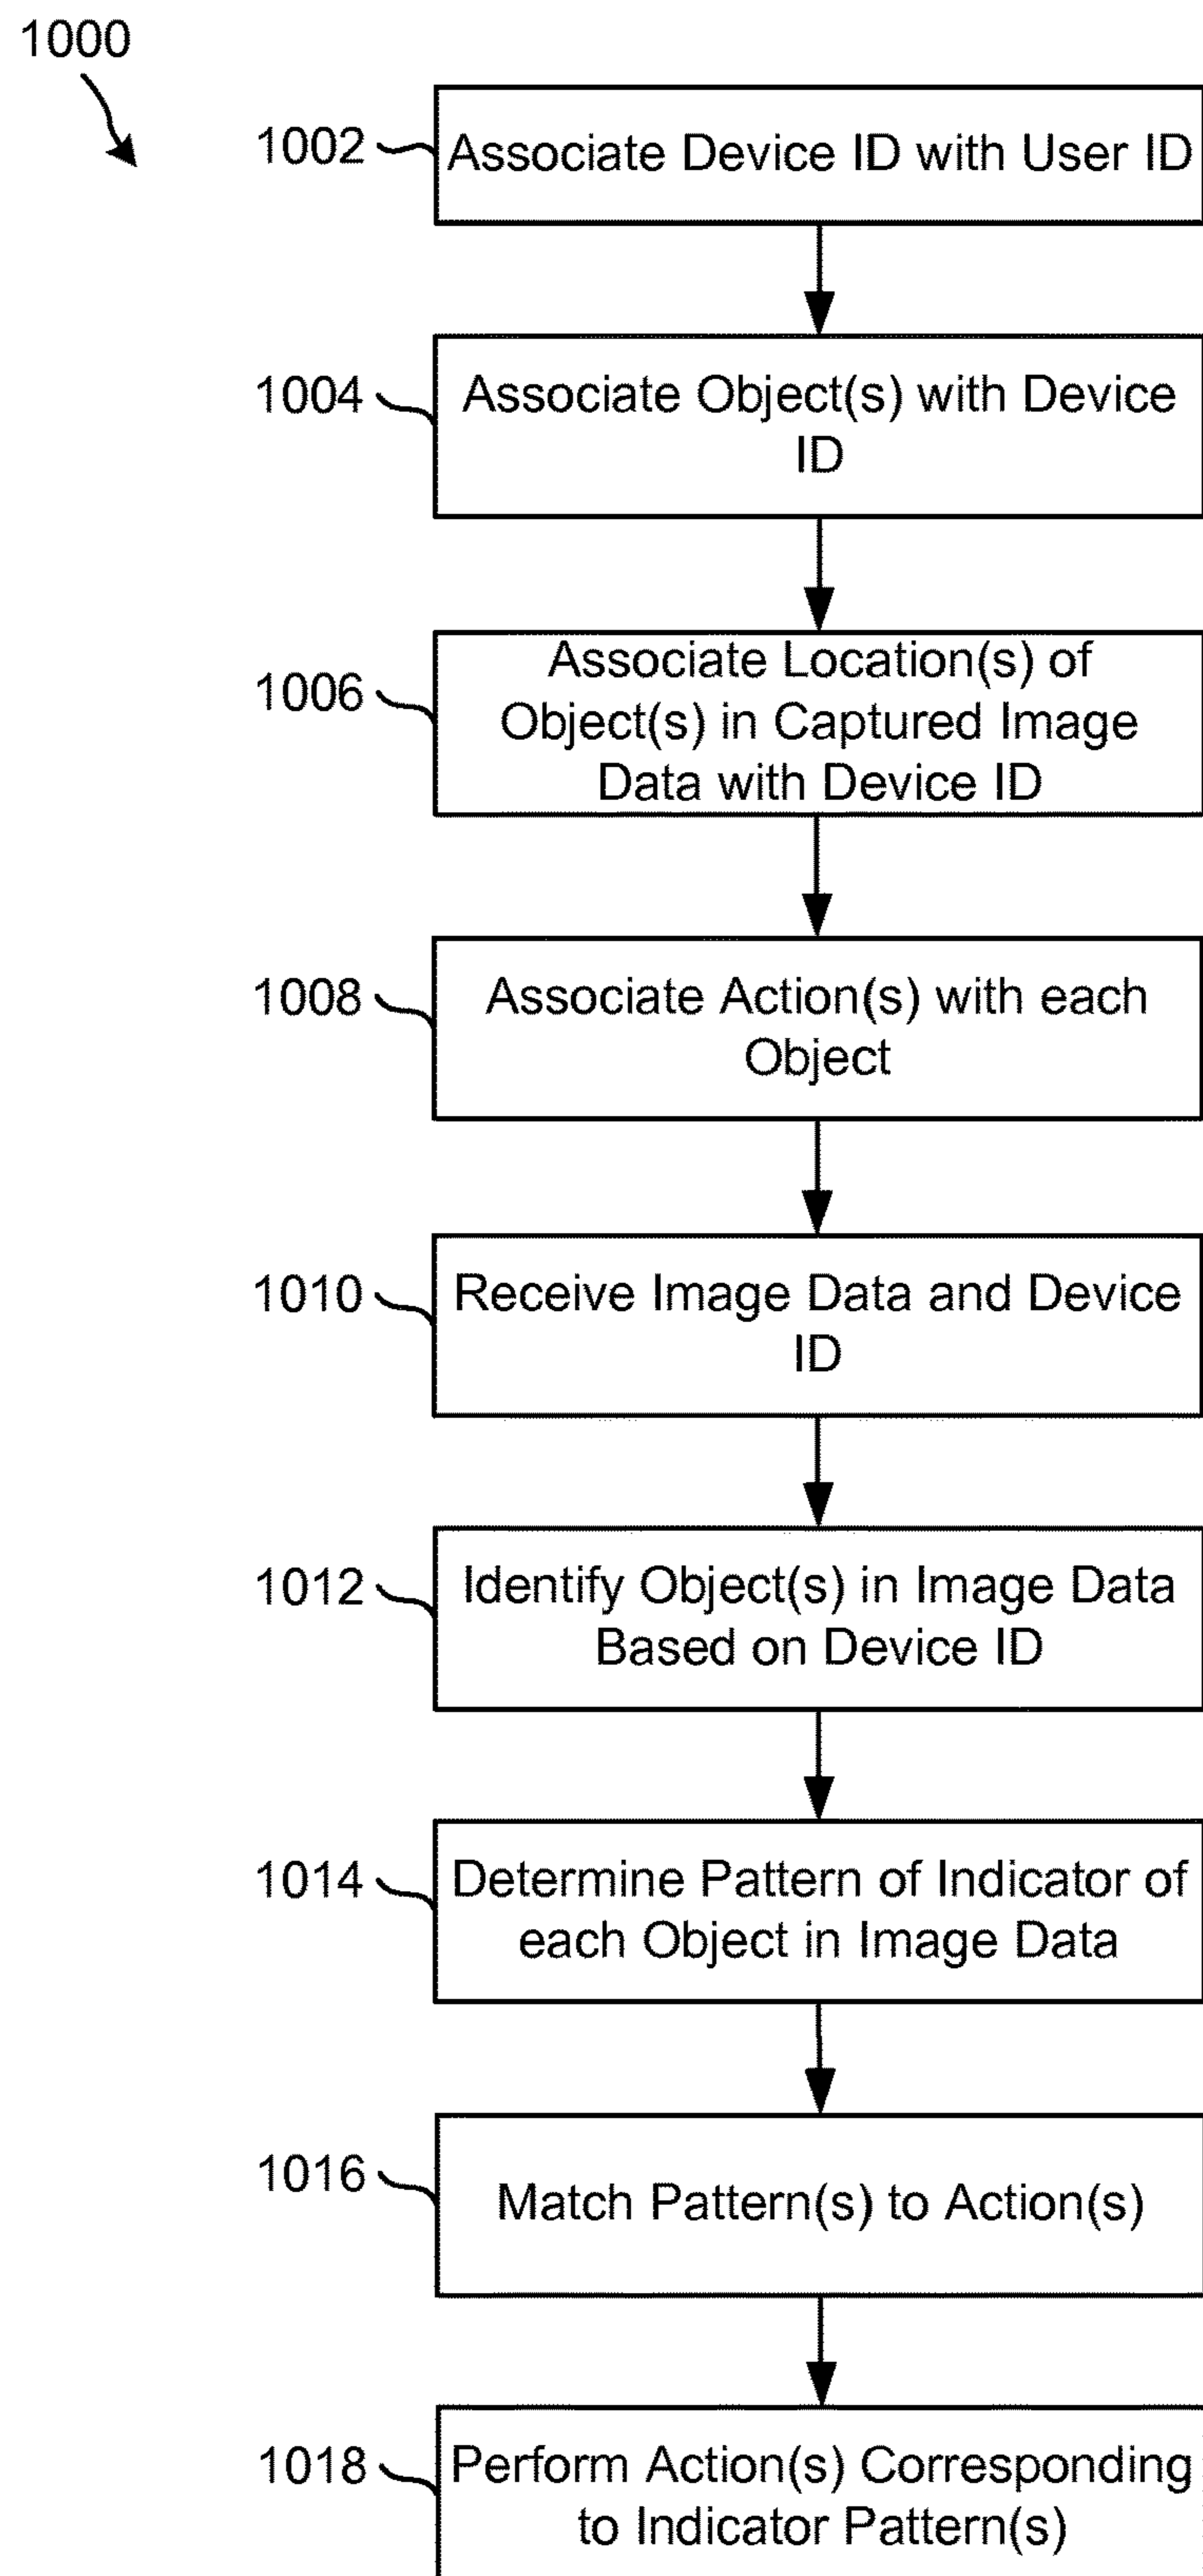 1000
1002
Associate Device ID with User ID
1004
Associate Object(s) with Device
ID
1006
Associate Location(s) of
Object(s) in Captured Image
Data with Device ID
1008
Associate Action(s) with each
Object
1010
Receive Image Data and Device
ID
1012
Identify Object(s) in Image Data
Based on Device ID
1014
Determine Pattern of Indicator of
each Object in Image Data
1016
Match Pattern(s) to Action(s)
1018
Perform Action(s) Corresponding
to Indicator Pattern(s)